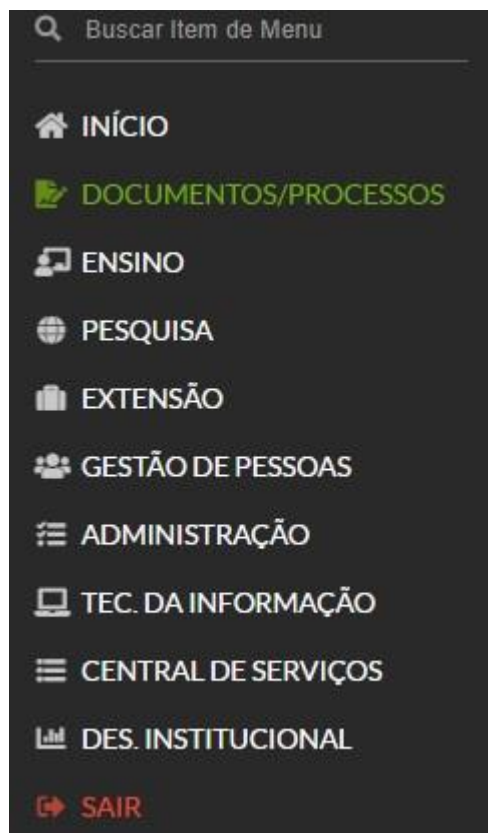 Buscar Item de Menu
INÍCIO
DOCUMENTOS/PROCESSOS
ENSINO
PESQUISA
EXTENSÃO
GESTÃO DE PESSOAS
ADMINISTRAÇÃO
TEC. DA INFORMAÇÃO
CENTRAL DE SERVIÇOS
DES. INSTITUCIONAL
SAIR